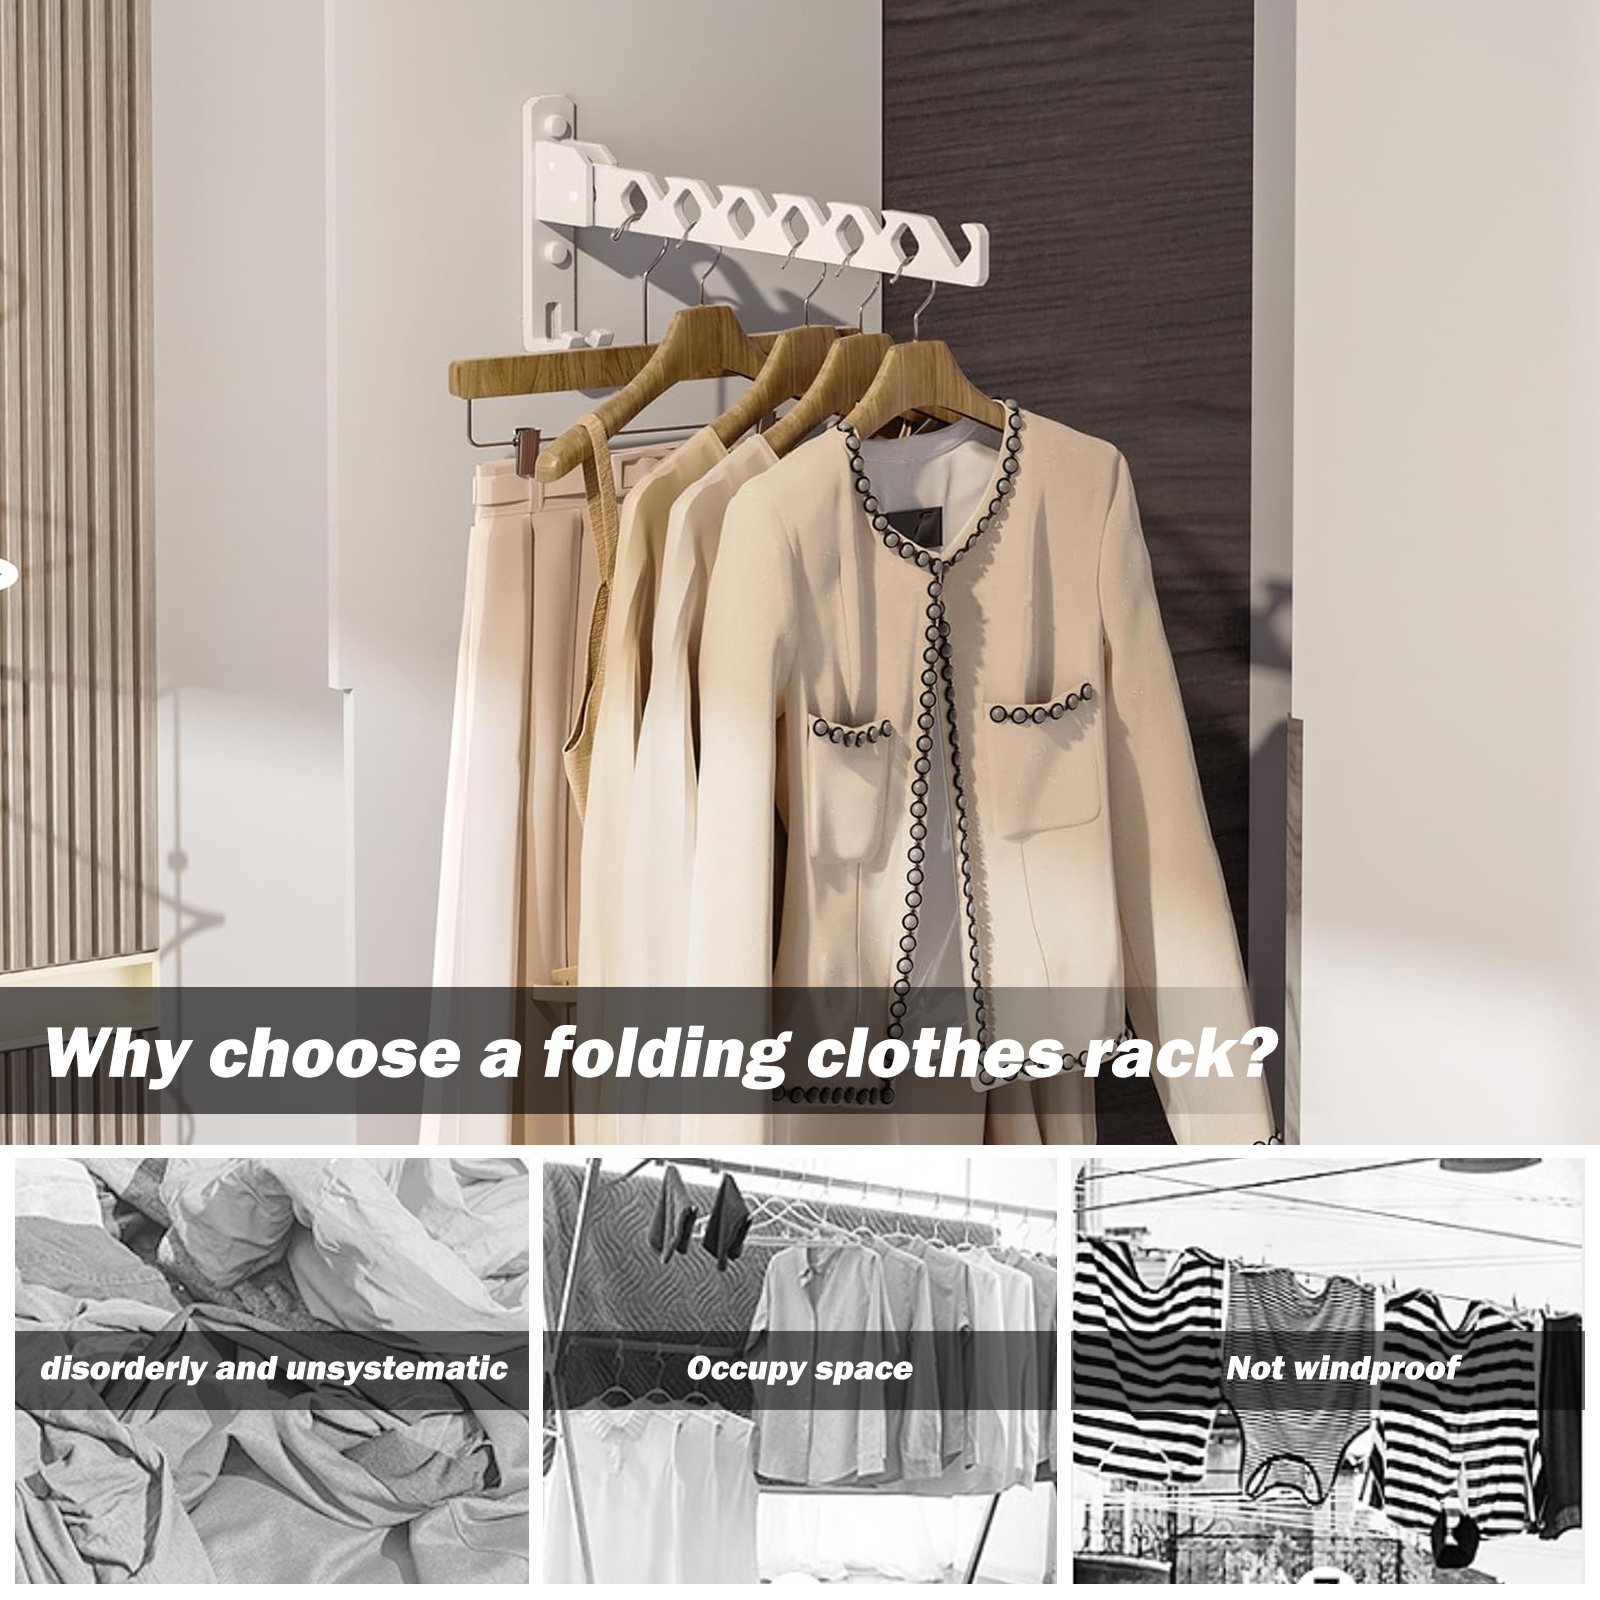 Why choose a folding clothes rack?
disorderly and unsystematic
Occupy space
Not windproof